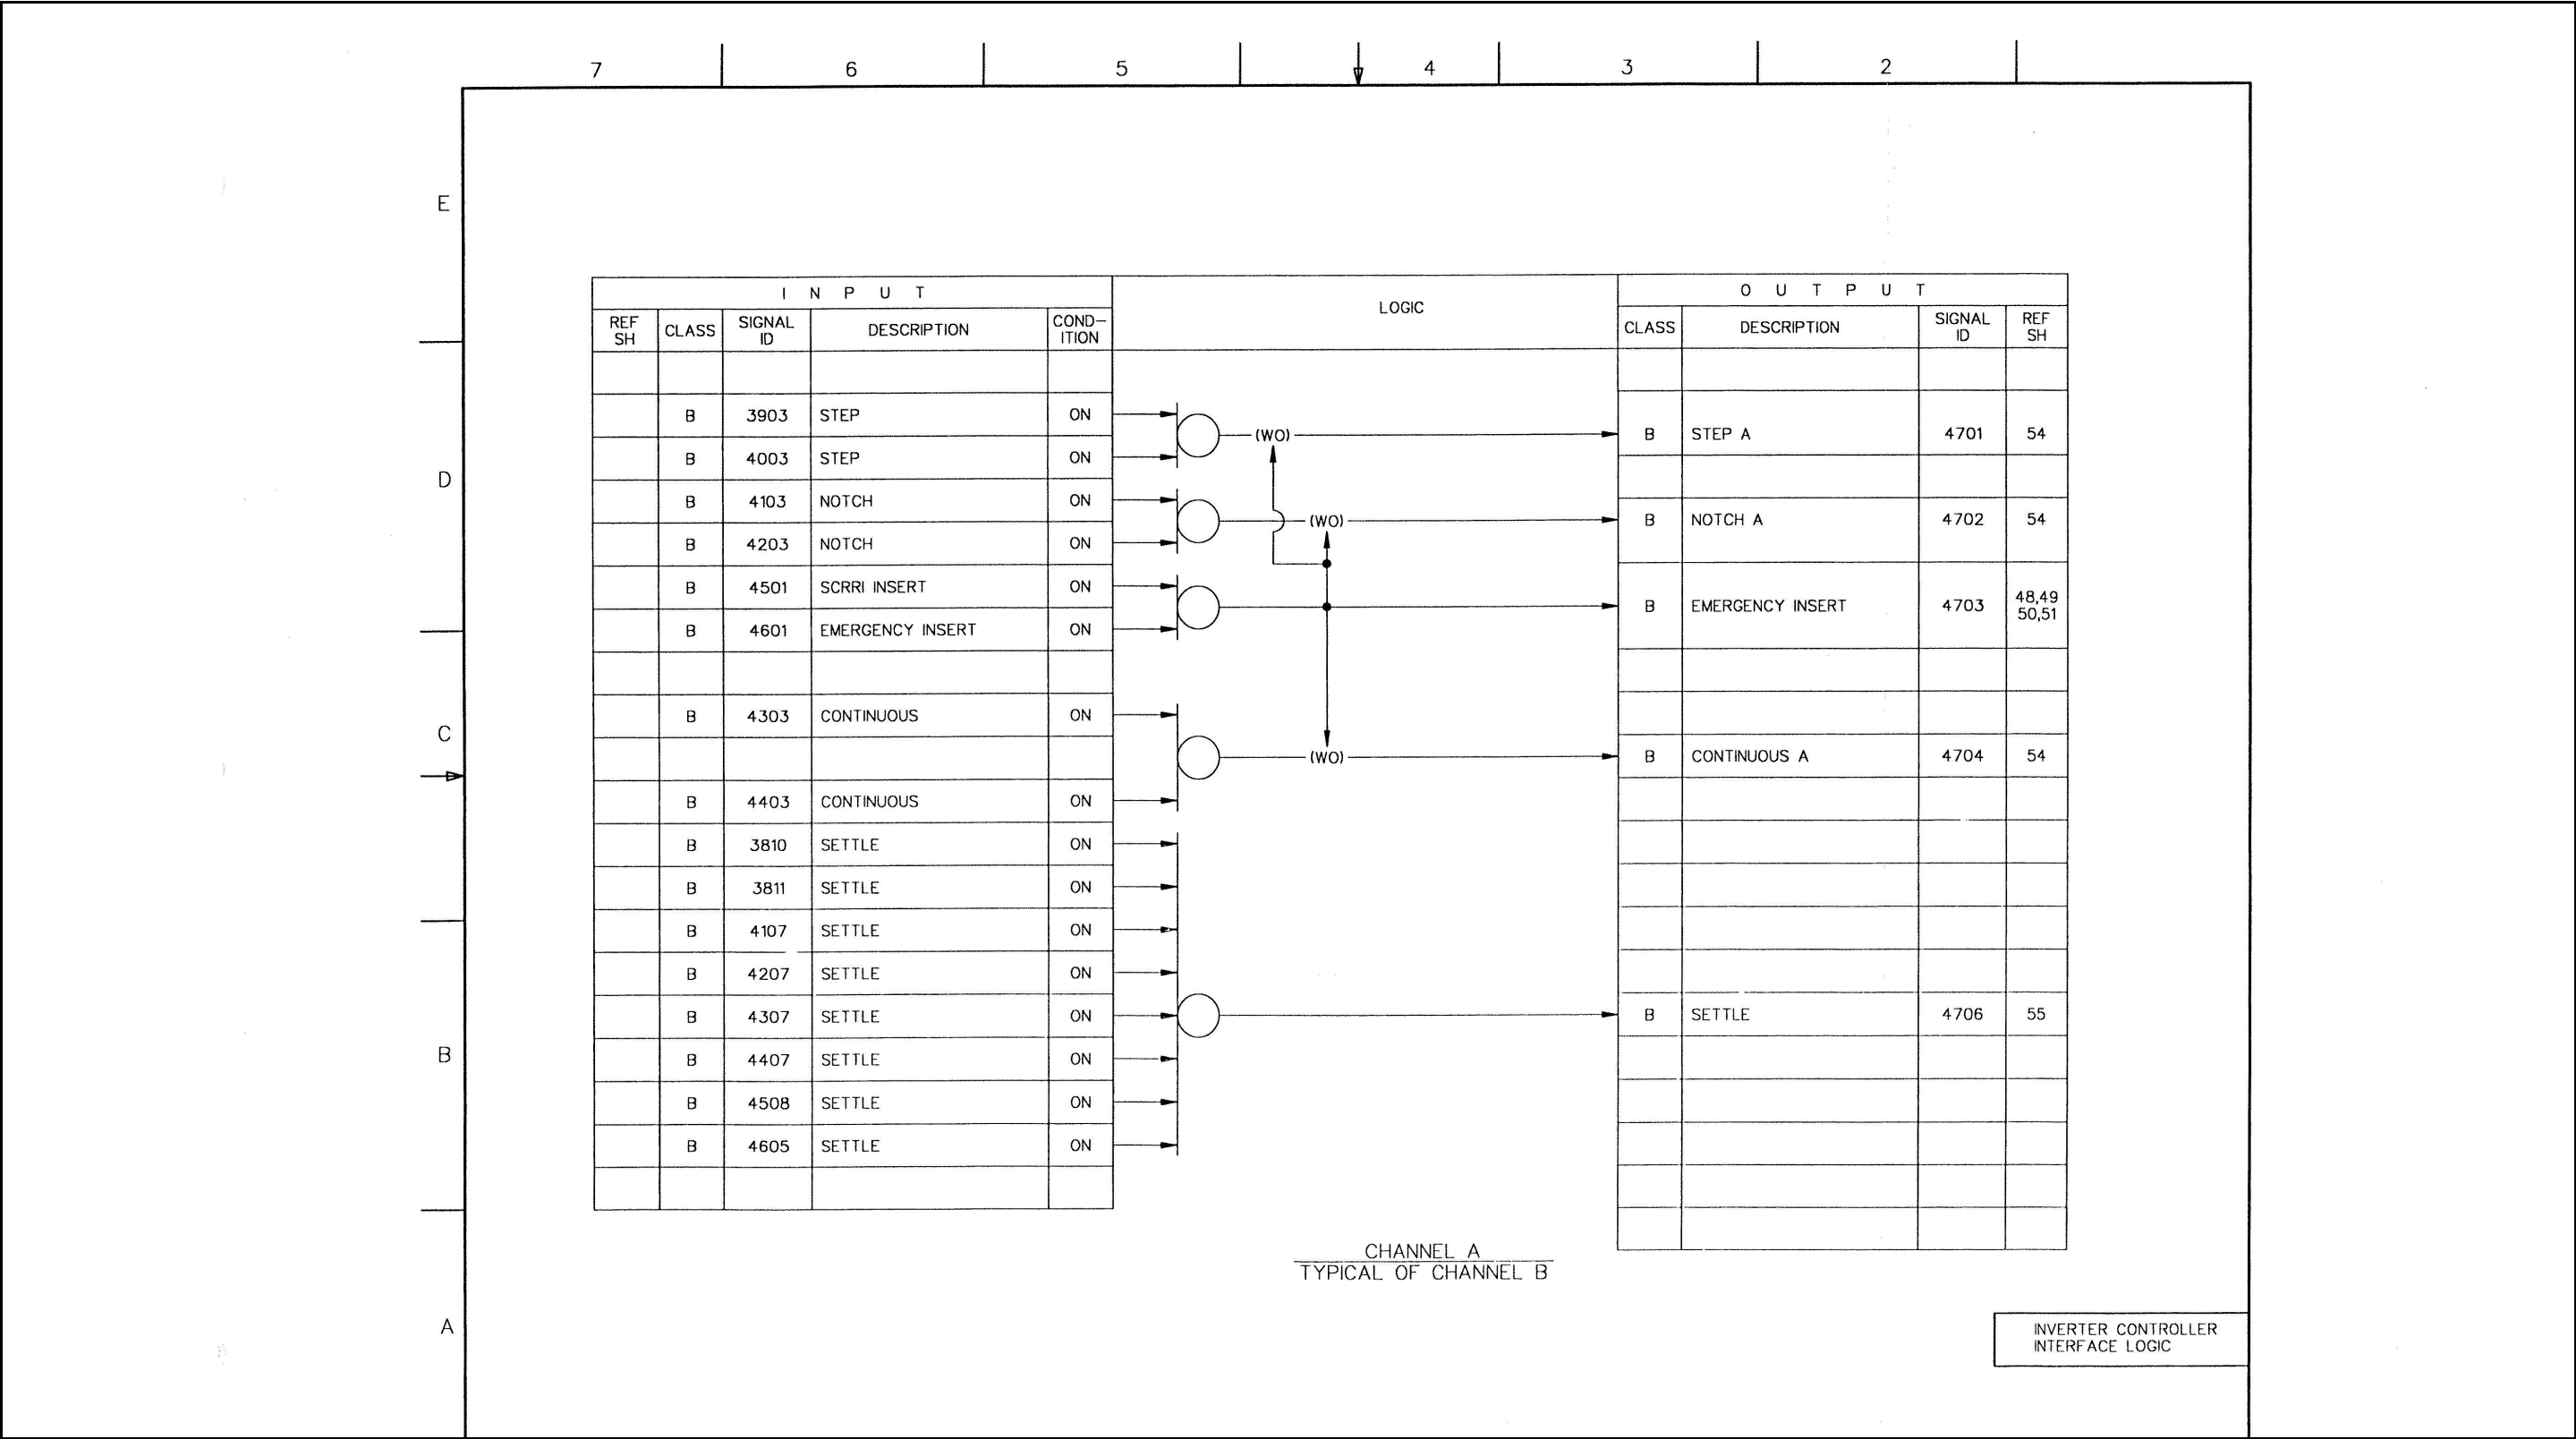 7 6 5 4 3 2
E
I N P U T LOGIC O U T P U T
REF SH CLASS SIGNAL ID DESCRIPTION COND-ITION CLASS DESCRIPTION SIGNAL ID REF SH
B 3903 STEP ON
(WO) B STEP A 4701 54
B 4003 STEP ON
D
B 4103 NOTCH ON
(WO) B NOTCH A 4702 54
B 4203 NOTCH ON
B 4501 SCRRI INSERT ON
B EMERGENCY INSERT 4703 48,49 50,51
B 4601 EMERGENCY INSERT ON
B 4303 CONTINUOUS ON
C
(WO) B CONTINUOUS A 4704 54
B 4403 CONTINUOUS ON
B 3810 SETTLE ON
B 3811 SETTLE ON
B 4107 SETTLE ON
B 4207 SETTLE ON
B 4307 SETTLE ON B SETTLE 4706 55
B
B 4407 SETTLE ON
B 4508 SETTLE ON
B 4605 SETTLE ON
CHANNEL A
TYPICAL OF CHANNEL B
A
INVERTER CONTROLLER
INTERFACE LOGIC